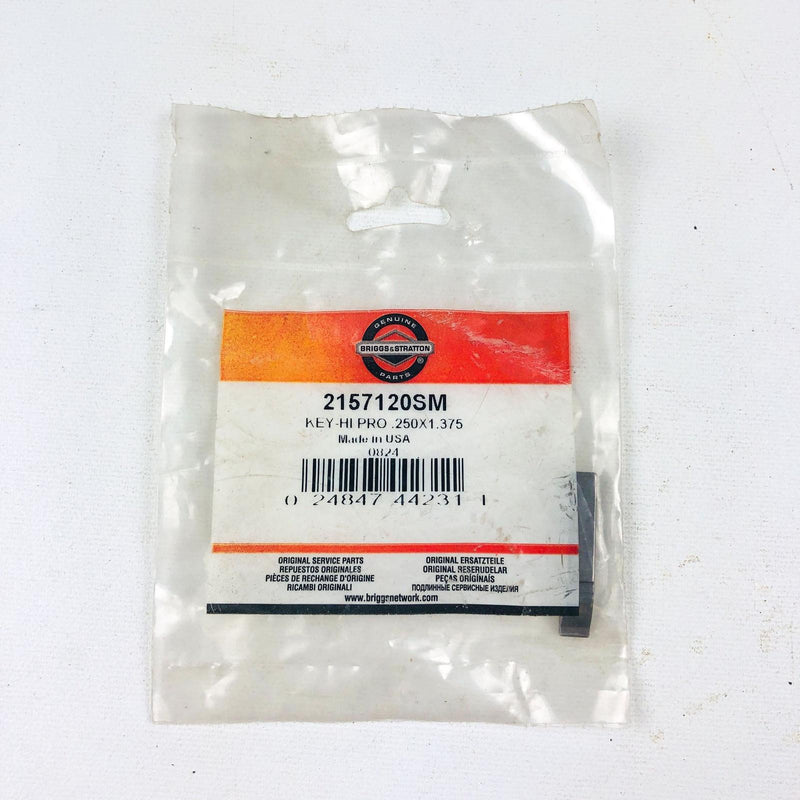 GENUINE
BRIGGS & STRATTON
®
PARTS
2157120SM
KEY-HI PRO .250X1.375
Made in USA
0824
0 24847 44231 1
ORIGINAL SERVICE PARTS
REPUESTOS ORIGINALES
PIÈCES DE RECHANGE D'ORIGINE
RICAMBI ORIGINALI
ORIGINAL ERSATZTEILE
ORIGINAL RESERUDELAR
PEÇAS ORIGINAIS
ПОДЛИННЫЕ СЕРВИСНЫЕ ИЗДЕЛИЯ
www.briggsnetwork.com